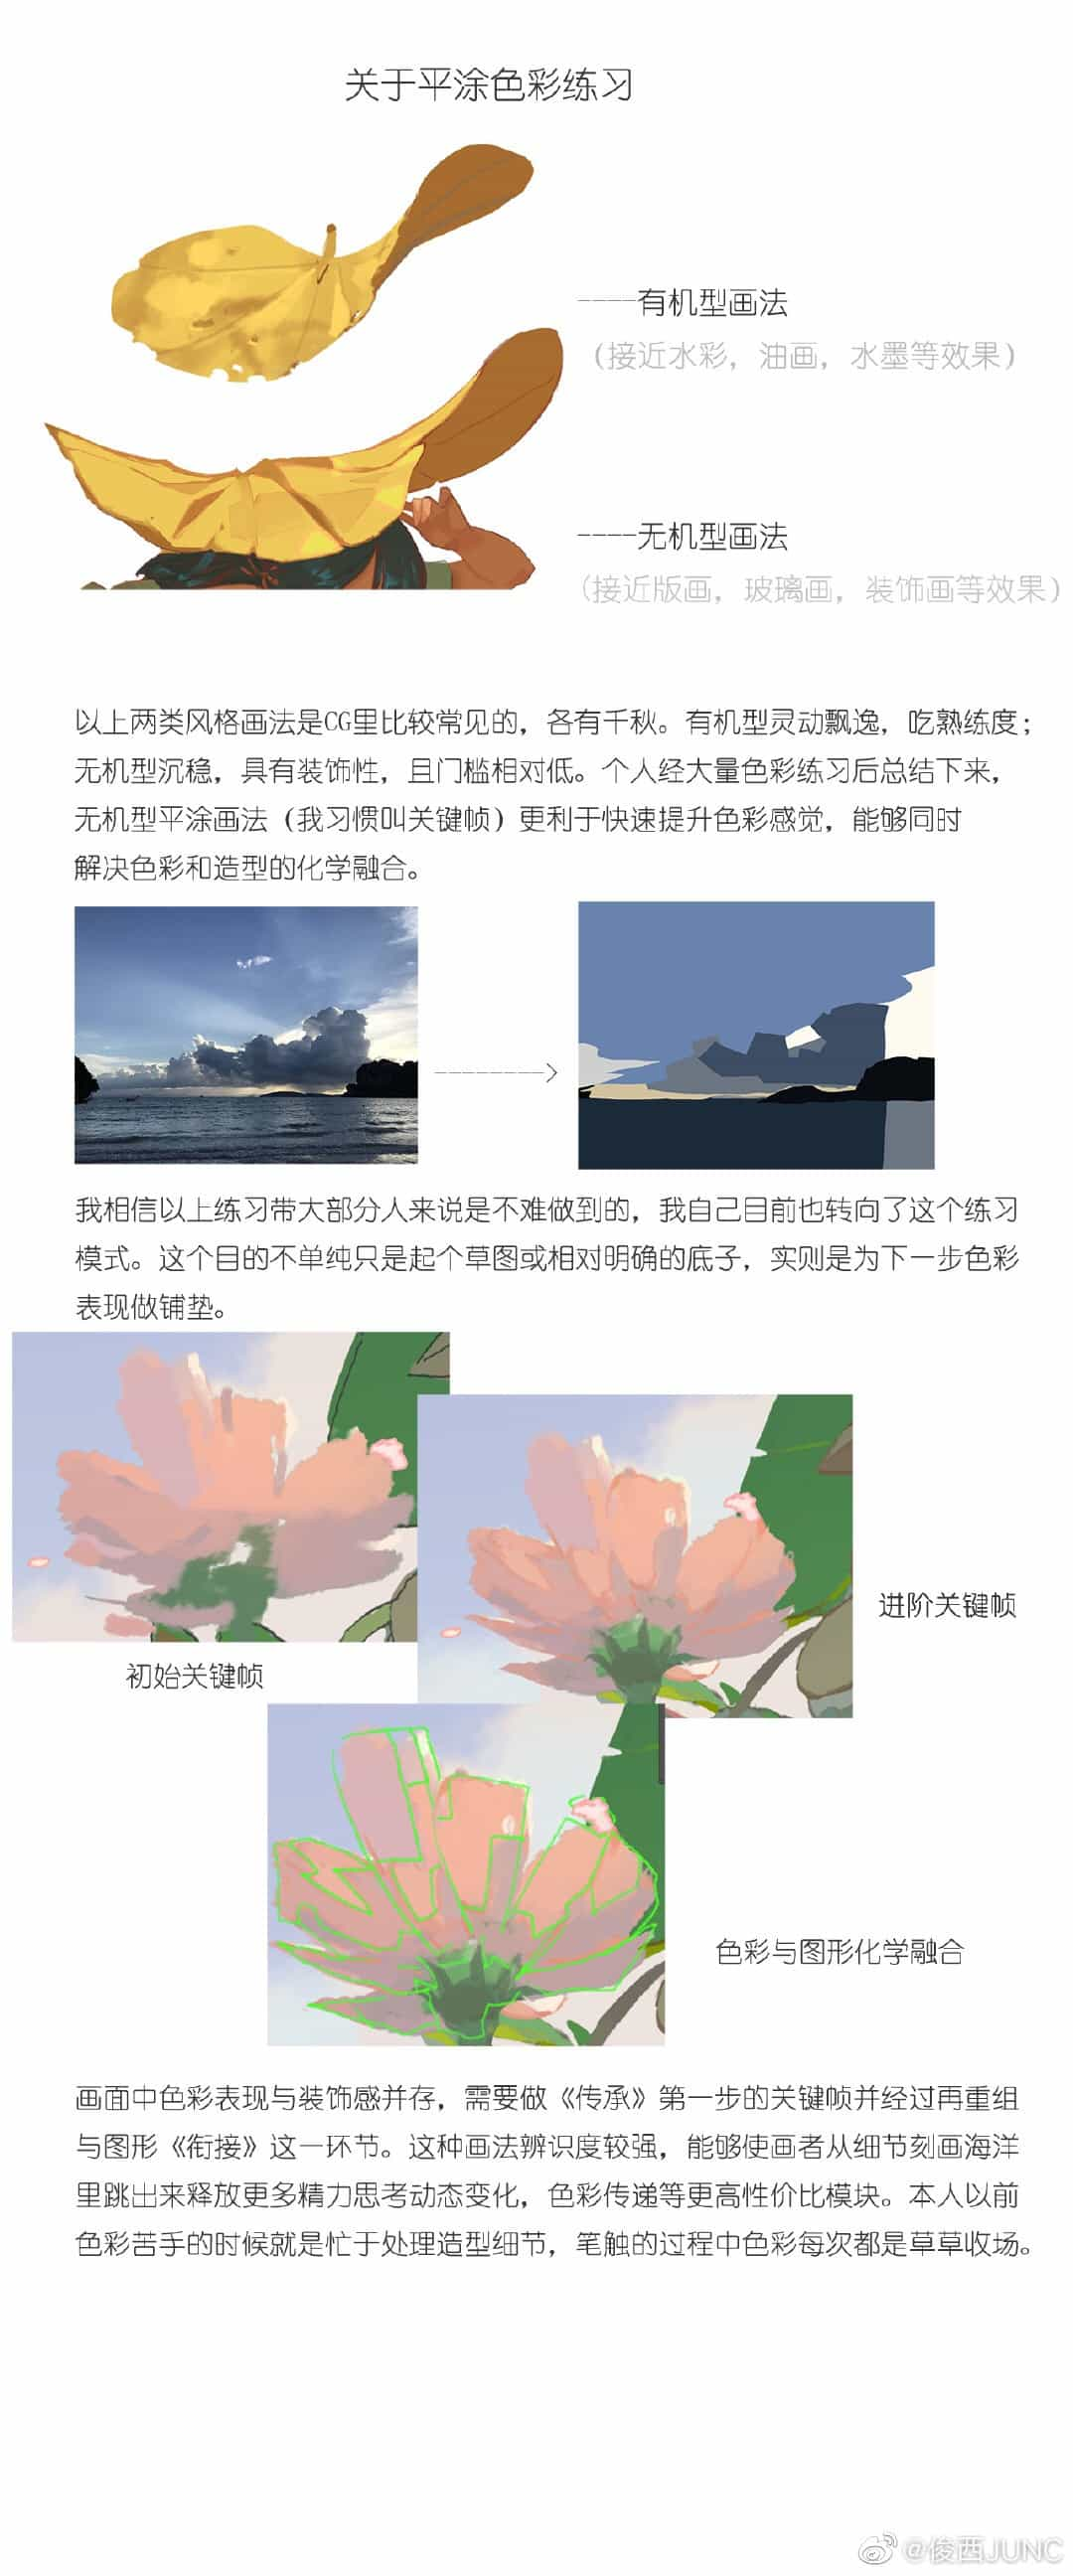 关于平涂色彩练习
----有机型画法
（接近水彩，油画，水墨等效果）
----无机型画法
（接近版画，玻璃画，装饰画等效果）
以上两类风格画法是CG里比较常见的，各有千秋。有机型灵动飘逸，吃熟练度；
无机型沉稳，具有装饰性，且门槛相对低。个人经大量色彩练习后总结下来，
无机型平涂画法（我习惯叫关键帧）更利于快速提升色彩感觉，能够同时
解决色彩和造型的化学融合。
我相信以上练习带大部分人来说是不难做到的，我自己目前也转向了这个练习
模式。这个目的不单纯只是起个草图或相对明确的底子，实则是为下一步色彩
表现做铺垫。
进阶关键帧
初始关键帧
色彩与图形化学融合
画面中色彩表现与装饰感并存，需要做《传承》第一步的关键帧并经过再重组
与图形《衔接》这一环节。这种画法辨识度较强，能够使画者从细节刻画海洋
里跳出来释放更多精力思考动态变化，色彩传递等更高性价比模块。本人以前
色彩苦手的时候就是忙于处理造型细节，笔触的过程中色彩每次都是草草收场。
@俊西JUNC